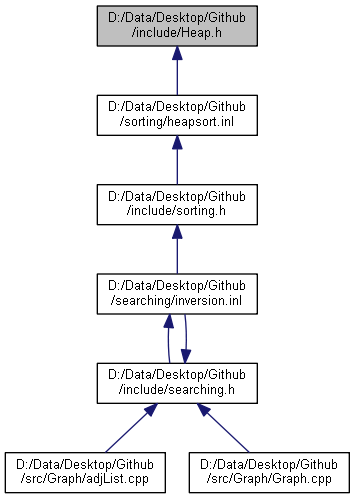 D:/Data/Desktop/Github
/include/Heap.h
D:/Data/Desktop/Github
/sorting/heapsort.inl
D:/Data/Desktop/Github
/include/sorting.h
D:/Data/Desktop/Github
/searching/inversion.inl
D:/Data/Desktop/Github
/include/searching.h
D:/Data/Desktop/Github
/src/Graph/adjList.cpp
D:/Data/Desktop/Github
/src/Graph/Graph.cpp